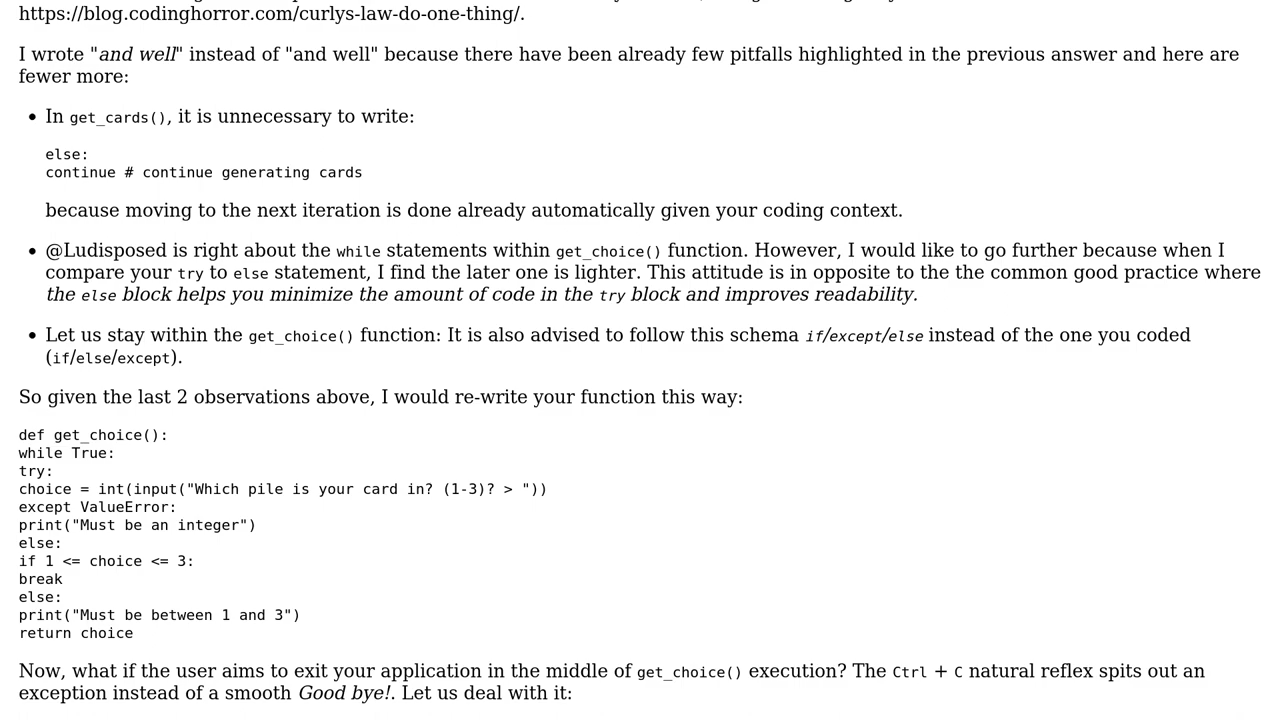 https://blog.codinghorror.com/curlys-law-do-one-thing/.
I wrote "and well" instead of "and well" because there have been already few pitfalls highlighted in the previous answer and here are
fewer more:
• In get_cards(), it is unnecessary to write:
else:
continue # continue generating cards
because moving to the next iteration is done already automatically given your coding context.
• @Ludisposed is right about the while statements within get_choice() function. However, I would like to go further because when I
compare your try to else statement, I find the later one is lighter. This attitude is in opposite to the the common good practice where
the else block helps you minimize the amount of code in the try block and improves readability.
• Let us stay within the get_choice() function: It is also advised to follow this schema if/except/else instead of the one you coded
(if/else/except).
So given the last 2 observations above, I would re-write your function this way:
def get_choice():
while True:
try:
choice = int(input("Which pile is your card in? (1-3)? > "))
except ValueError:
print("Must be an integer")
else:
if 1 <= choice <= 3:
break
else:
print("Must be between 1 and 3")
return choice
Now, what if the user aims to exit your application in the middle of get_choice() execution? The Ctrl + C natural reflex spits out an
exception instead of a smooth Good bye!. Let us deal with it: